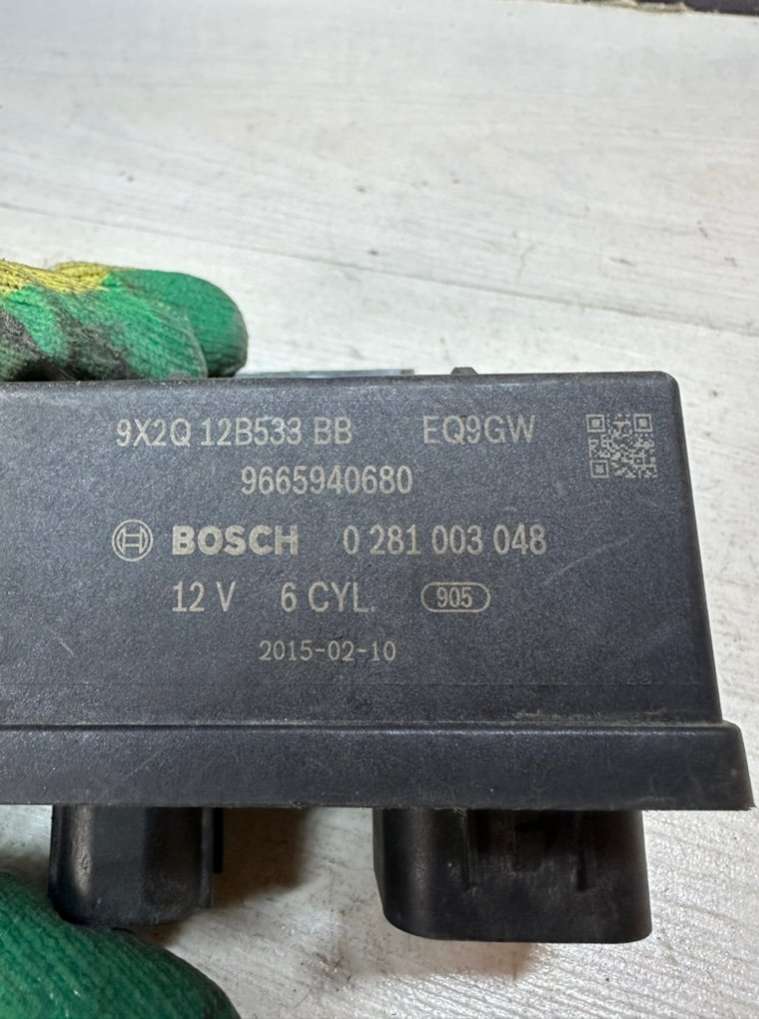 9X2Q 12B533 BB EQ9GW
9665940680
BOSCH 0 281 003 048
12 V 6 CYL. 905
2015-02-10